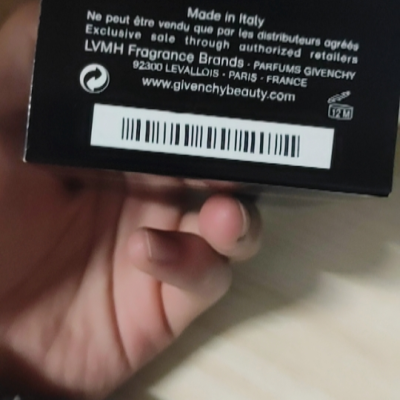 Made in Italy
Ne peut être vendu que par les distributeurs agréés
Exclusive sale through authorized retailers
LVMH Fragrance Brands · PARFUMS GIVENCHY
92300 LEVALLOIS · PARIS · FRANCE
www.givenchybeauty.com
12 M